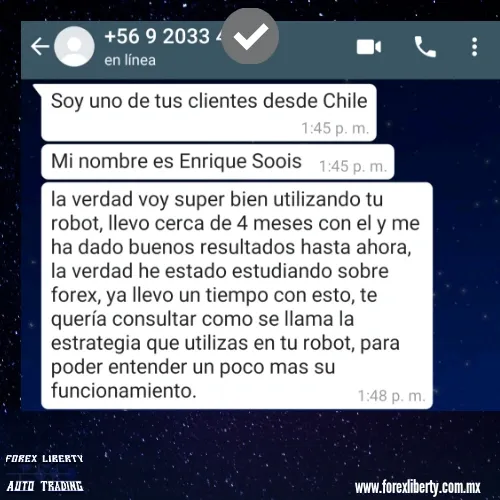 +56 9 2033
en línea
Soy uno de tus clientes desde Chile
1:45 p. m.
Mi nombre es Enrique Soois
1:45 p. m.
la verdad voy super bien utilizando tu
robot, llevo cerca de 4 meses con el y me
ha dado buenos resultados hasta ahora,
la verdad he estado estudiando sobre
forex, ya llevo un tiempo con esto, te
quería consultar como se llama la
estrategia que utilizas en tu robot, para
poder entender un poco mas su
funcionamiento.
1:48 p. m.
FOREX LIBERTY
AUTO TRADING
www.forexliberty.com.mx